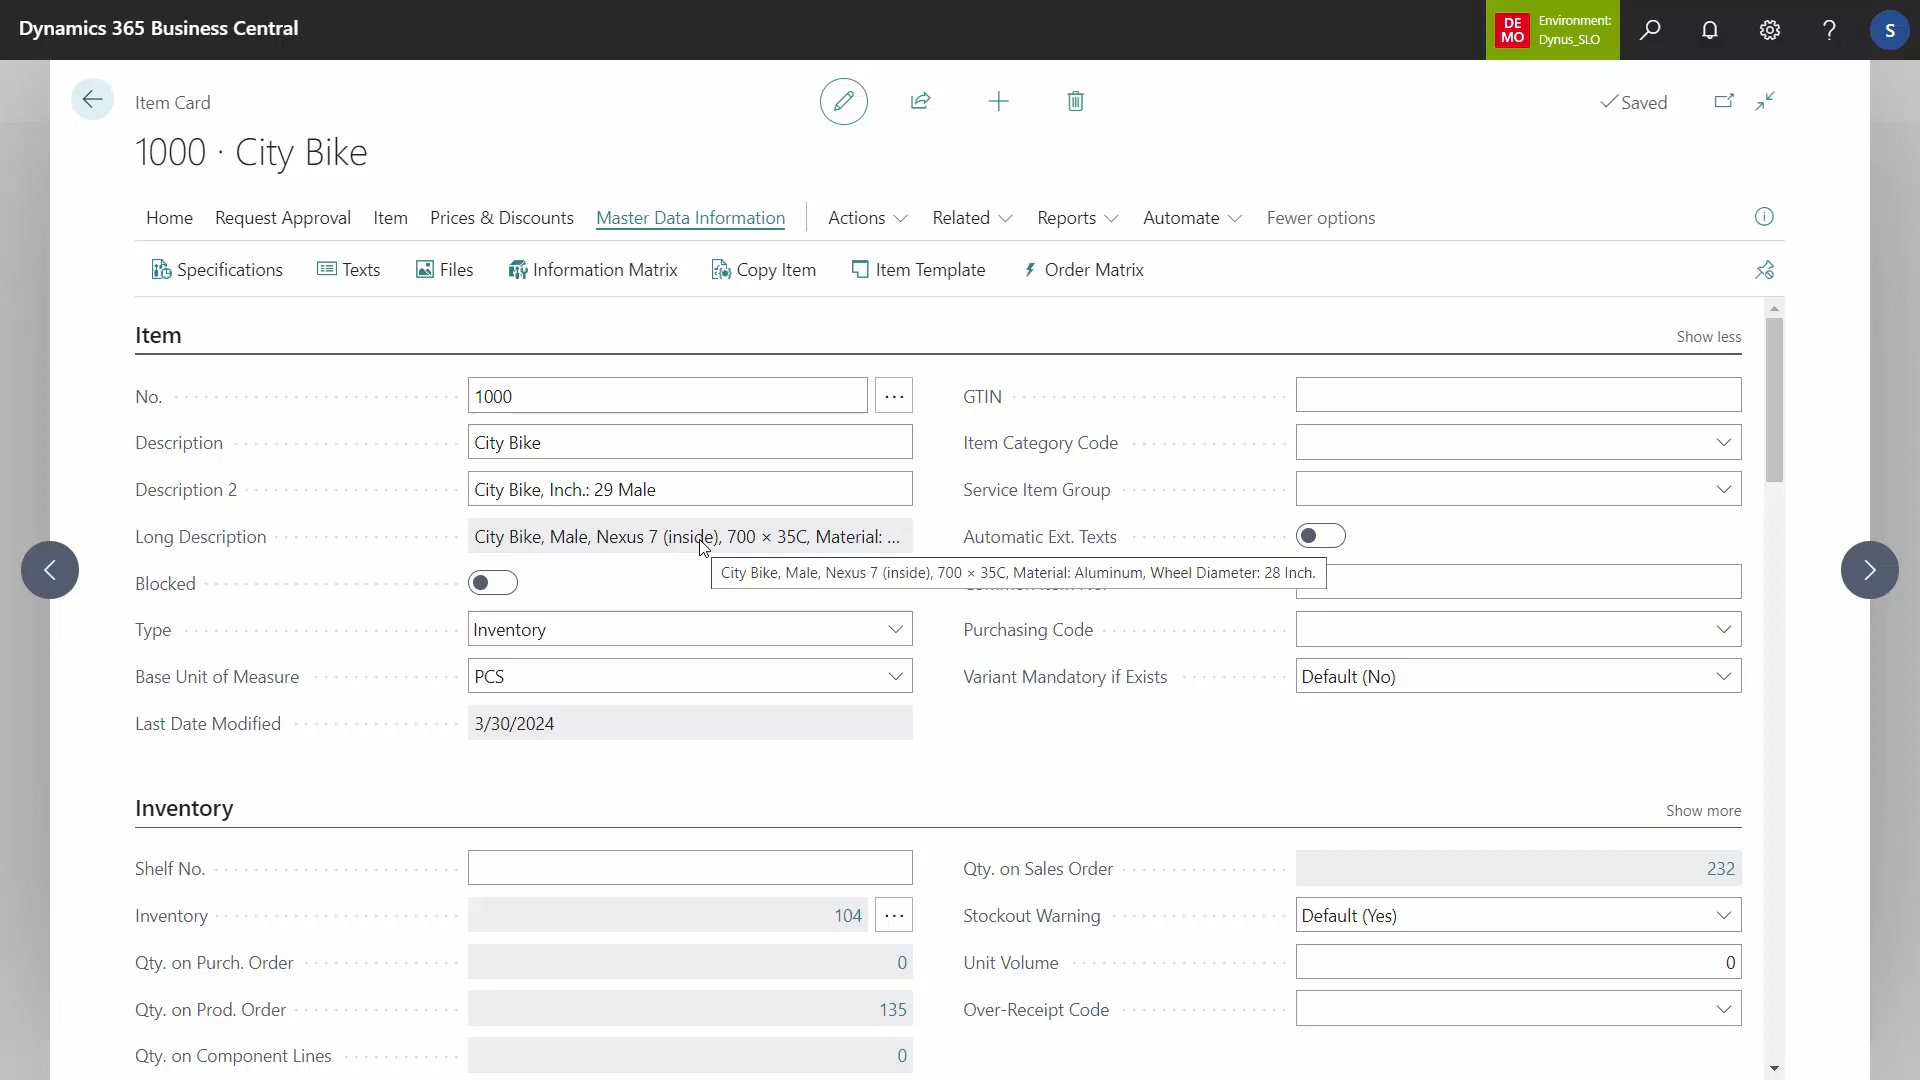 Dynamics 365 Business Central
DE
MO
Environment:
Dynus_SLO
?
S
Item Card
Saved
1000 · City Bike
Home Request Approval Item Prices & Discounts Master Data Information Actions Related Reports Automate Fewer options
Specifications Texts Files Information Matrix Copy Item Item Template Order Matrix
Item Show less
No. 1000 ... GTIN
Description City Bike Item Category Code
Description 2 City Bike, Inch.: 29 Male Service Item Group
Long Description City Bike, Male, Nexus 7 (inside), 700 × 35C, Material: ... Automatic Ext. Texts
City Bike, Male, Nexus 7 (inside), 700 × 35C, Material: Aluminum, Wheel Diameter: 28 Inch.
Blocked
Type Inventory Purchasing Code
Base Unit of Measure PCS Variant Mandatory if Exists Default (No)
Last Date Modified 3/30/2024
Inventory Show more
Shelf No. Qty. on Sales Order 232
Inventory 104 ... Stockout Warning Default (Yes)
Qty. on Purch. Order 0 Unit Volume 0
Qty. on Prod. Order 135 Over-Receipt Code
Qty. on Component Lines 0